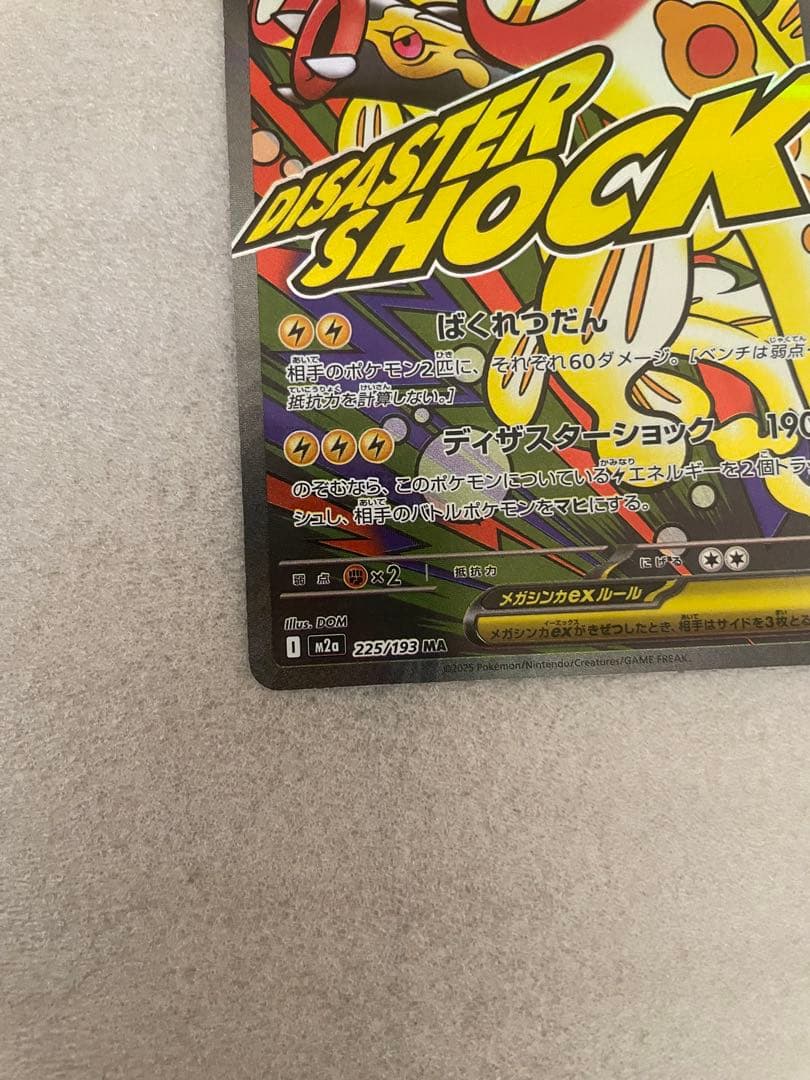 DISASTER
SHOCK
ばくれつだん
相手のポケモン2匹に、それぞれ60ダメージ。[ベンチは弱点・
抵抗力を計算しない。]
ディザスターショック 190
のぞむなら、このポケモンについているエネルギーを2個トラッ
シュし、相手のバトルポケモンをマヒにする。
弱点 ×2 抵抗力 にげる
メガシンカexルール
メガシンカexがきぜつしたとき、相手はサイドを3枚とる
Illus. DOM
I m2a 225/193 MA
©2025 Pokémon/Nintendo/Creatures/GAME FREAK.